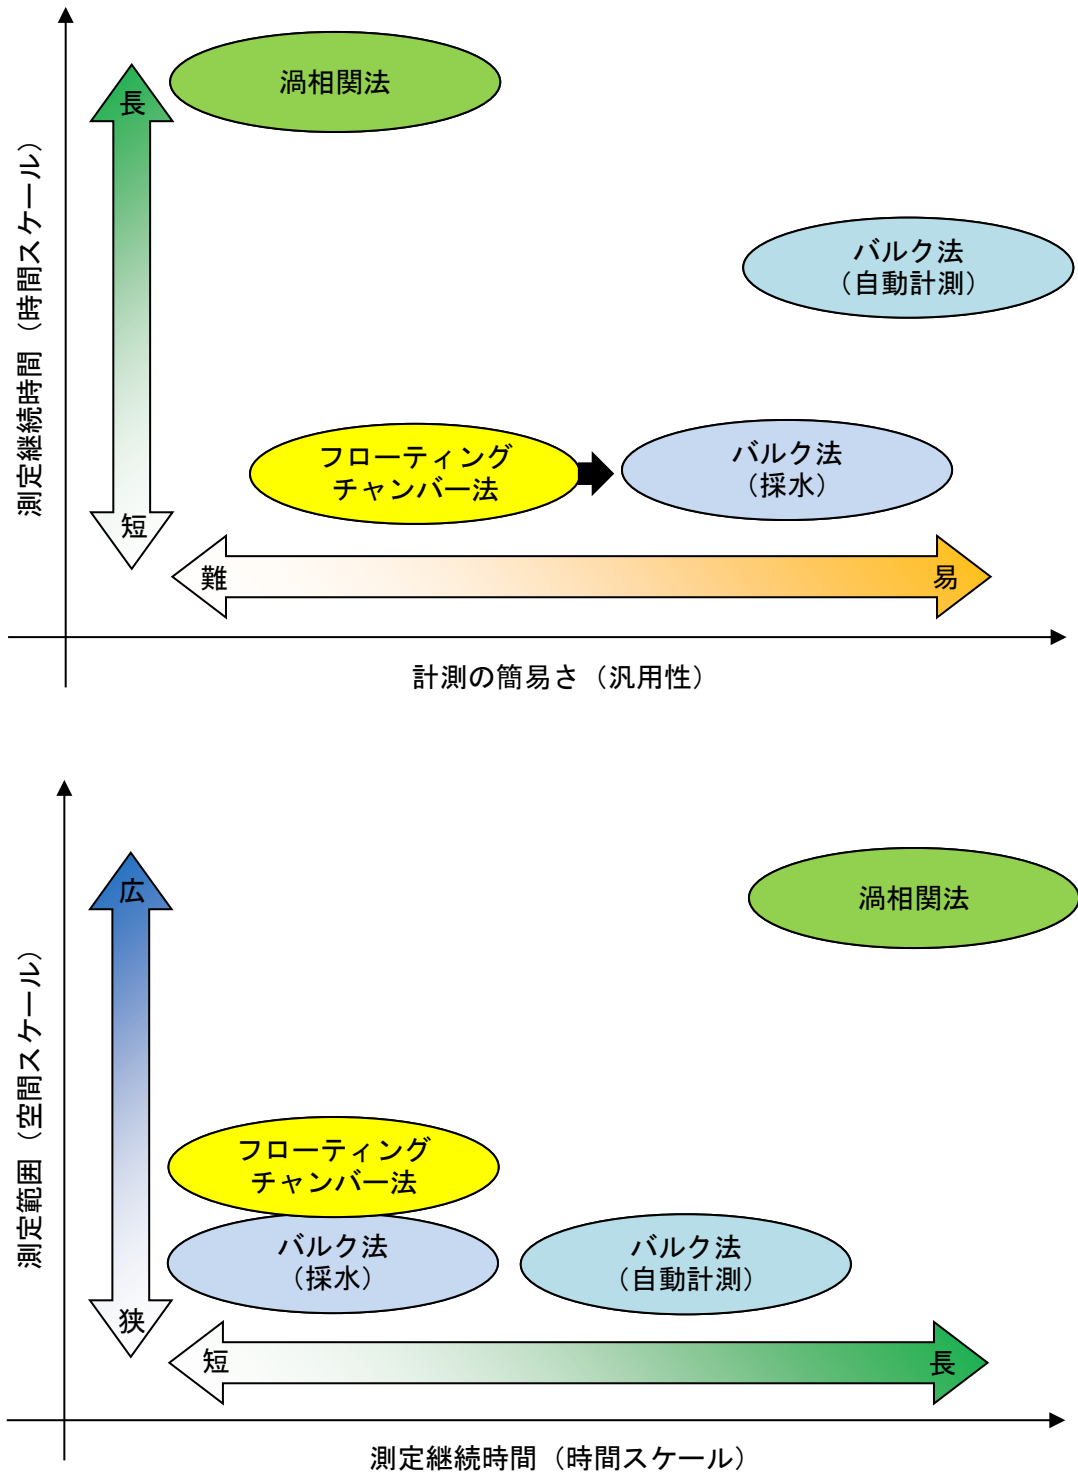 渦相関法
長
バルク法
（自動計測）
測定継続時間（時間スケール）
フローティング
チャンバー法
バルク法
（採水）
短
難
易
計測の簡易さ（汎用性）
広
渦相関法
測定範囲（空間スケール）
フローティング
チャンバー法
バルク法
（採水）
バルク法
（自動計測）
狭
短
長
測定継続時間（時間スケール）